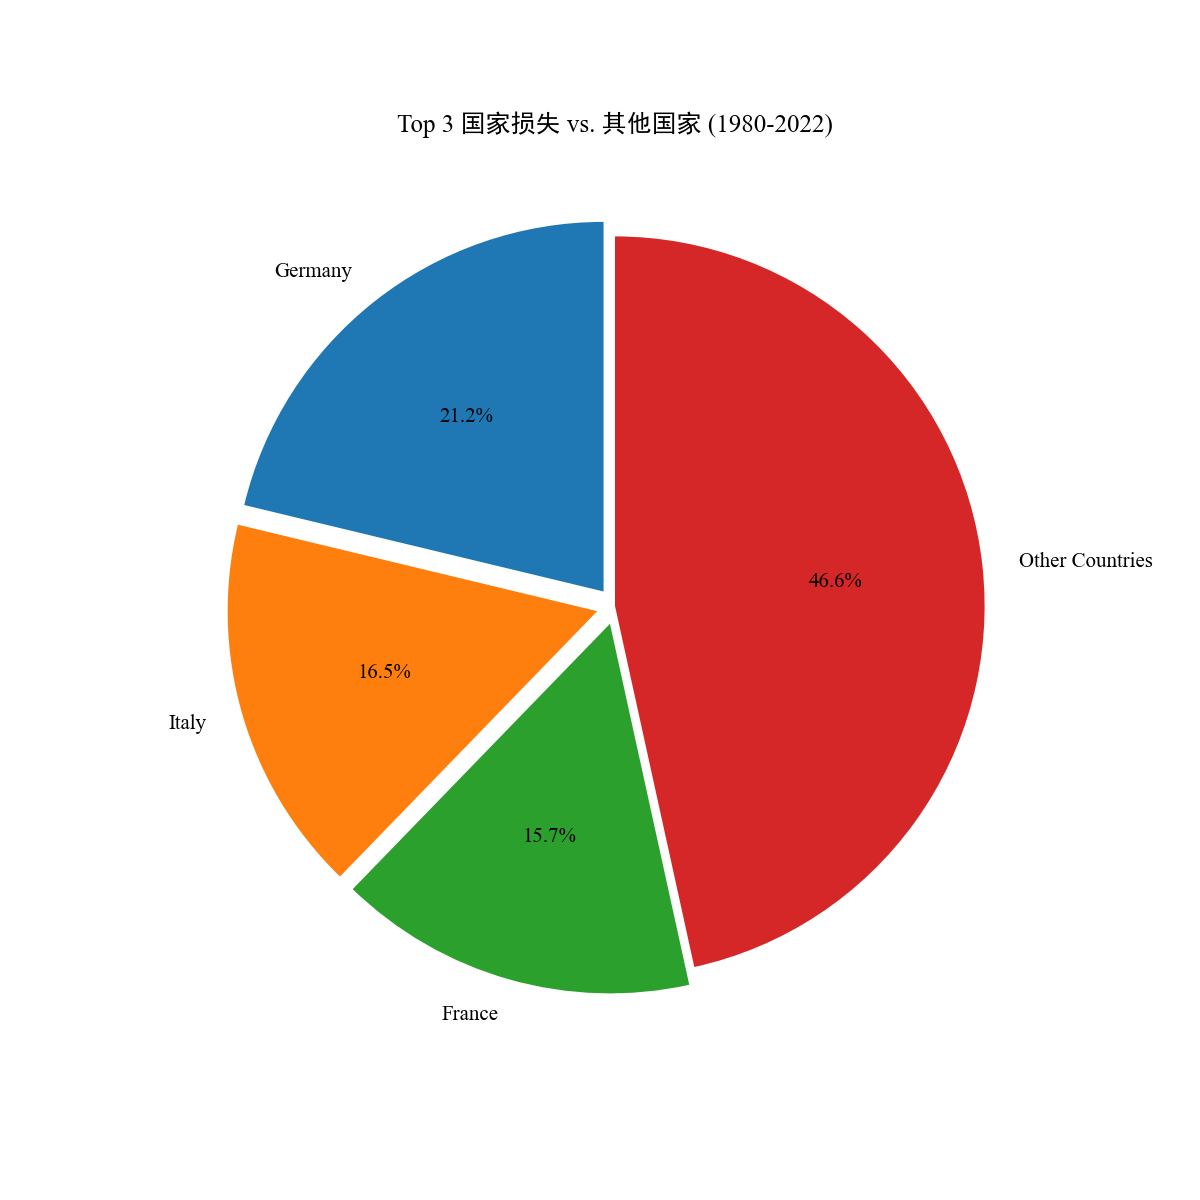 Top 3 国家损失 vs. 其他国家 (1980-2022)
Germany
21.2%
Other Countries
46.6%
16.5%
Italy
15.7%
France